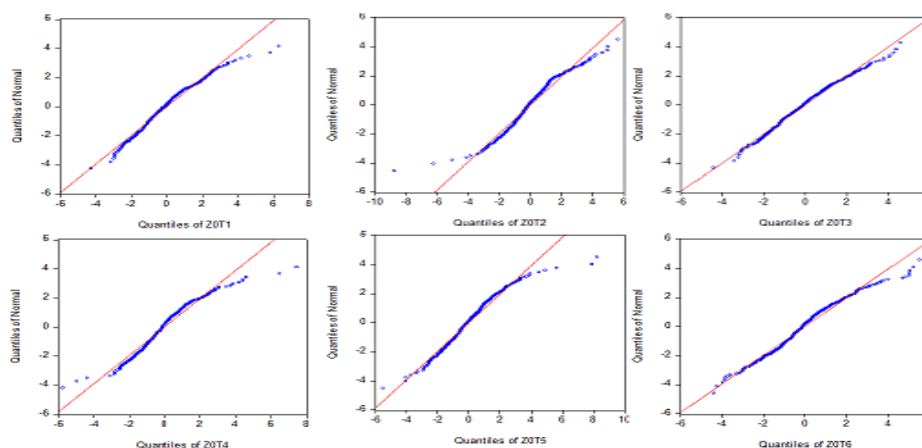 6
4
2
0
-2
-4
-6
Quantiles of Normal
-6 -4 -2 0 2 4 6 8
Quantiles of Z0T1
6
4
2
0
-2
-4
-6
Quantiles of Normal
-10 -8 -6 -4 -2 0 2 4 6
Quantiles of Z0T2
6
4
2
0
-2
-4
-6
Quantiles of Normal
-6 -4 -2 0 2 4
Quantiles of Z0T3
6
4
2
0
-2
-4
-6
Quantiles of Normal
-6 -4 -2 0 2 4 6 8
Quantiles of Z0T4
6
4
2
0
-2
-4
-6
Quantiles of Normal
-6 -4 -2 0 2 4 6 8 10
Quantiles of Z0T5
6
4
2
0
-2
-4
-6
Quantiles of Normal
-6 -4 -2 0 2 4
Quantiles of Z0T6